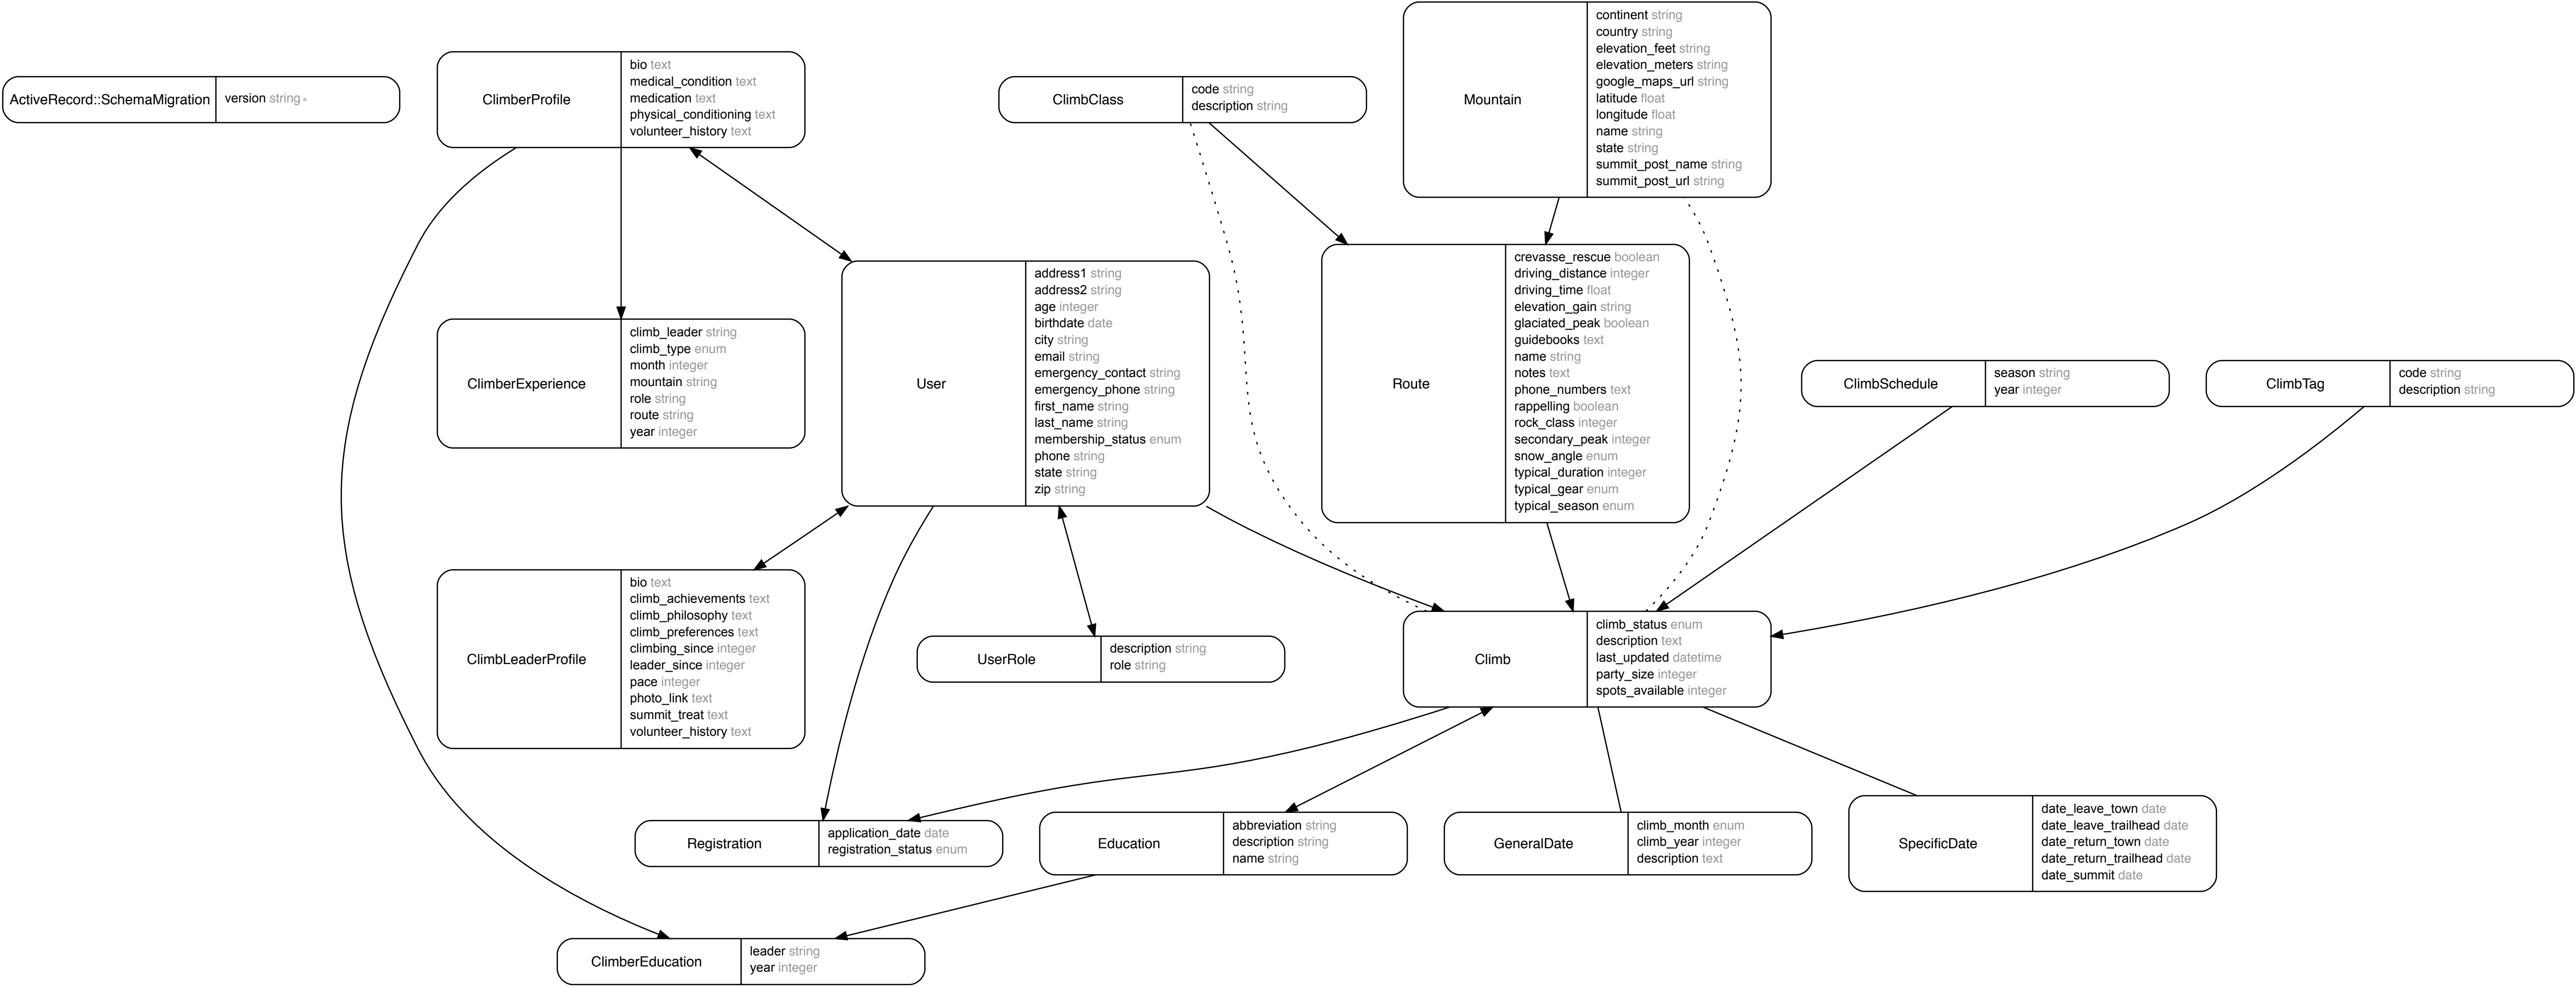 ActiveRecord::SchemaMigration
version string *
ClimberProfile
bio text
medical_condition text
medication text
physical_conditioning text
volunteer_history text
ClimbClass
code string
description string
Mountain
continent string
country string
elevation_feet string
elevation_meters string
google_maps_url string
latitude float
longitude float
name string
state string
summit_post_name string
summit_post_url string
ClimberExperience
climb_leader string
climb_type enum
month integer
mountain string
role string
route string
year integer
User
address1 string
address2 string
age integer
birthdate date
city string
email string
emergency_contact string
emergency_phone string
first_name string
last_name string
membership_status enum
phone string
state string
zip string
Route
crevasse_rescue boolean
driving_distance integer
driving_time float
elevation_gain string
glaciated_peak boolean
guidebooks text
name string
notes text
phone_numbers text
rappelling boolean
rock_class integer
secondary_peak integer
snow_angle enum
typical_duration integer
typical_gear enum
typical_season enum
ClimbSchedule
season string
year integer
ClimbTag
code string
description string
ClimbLeaderProfile
bio text
climb_achievements text
climb_philosophy text
climb_preferences text
climbing_since integer
leader_since integer
pace integer
photo_link text
summit_treat text
volunteer_history text
UserRole
description string
role string
Climb
climb_status enum
description text
last_updated datetime
party_size integer
spots_available integer
Registration
application_date date
registration_status enum
Education
abbreviation string
description string
name string
GeneralDate
climb_month enum
climb_year integer
description text
SpecificDate
date_leave_town date
date_leave_trailhead date
date_return_town date
date_return_trailhead date
date_summit date
ClimberEducation
leader string
year integer